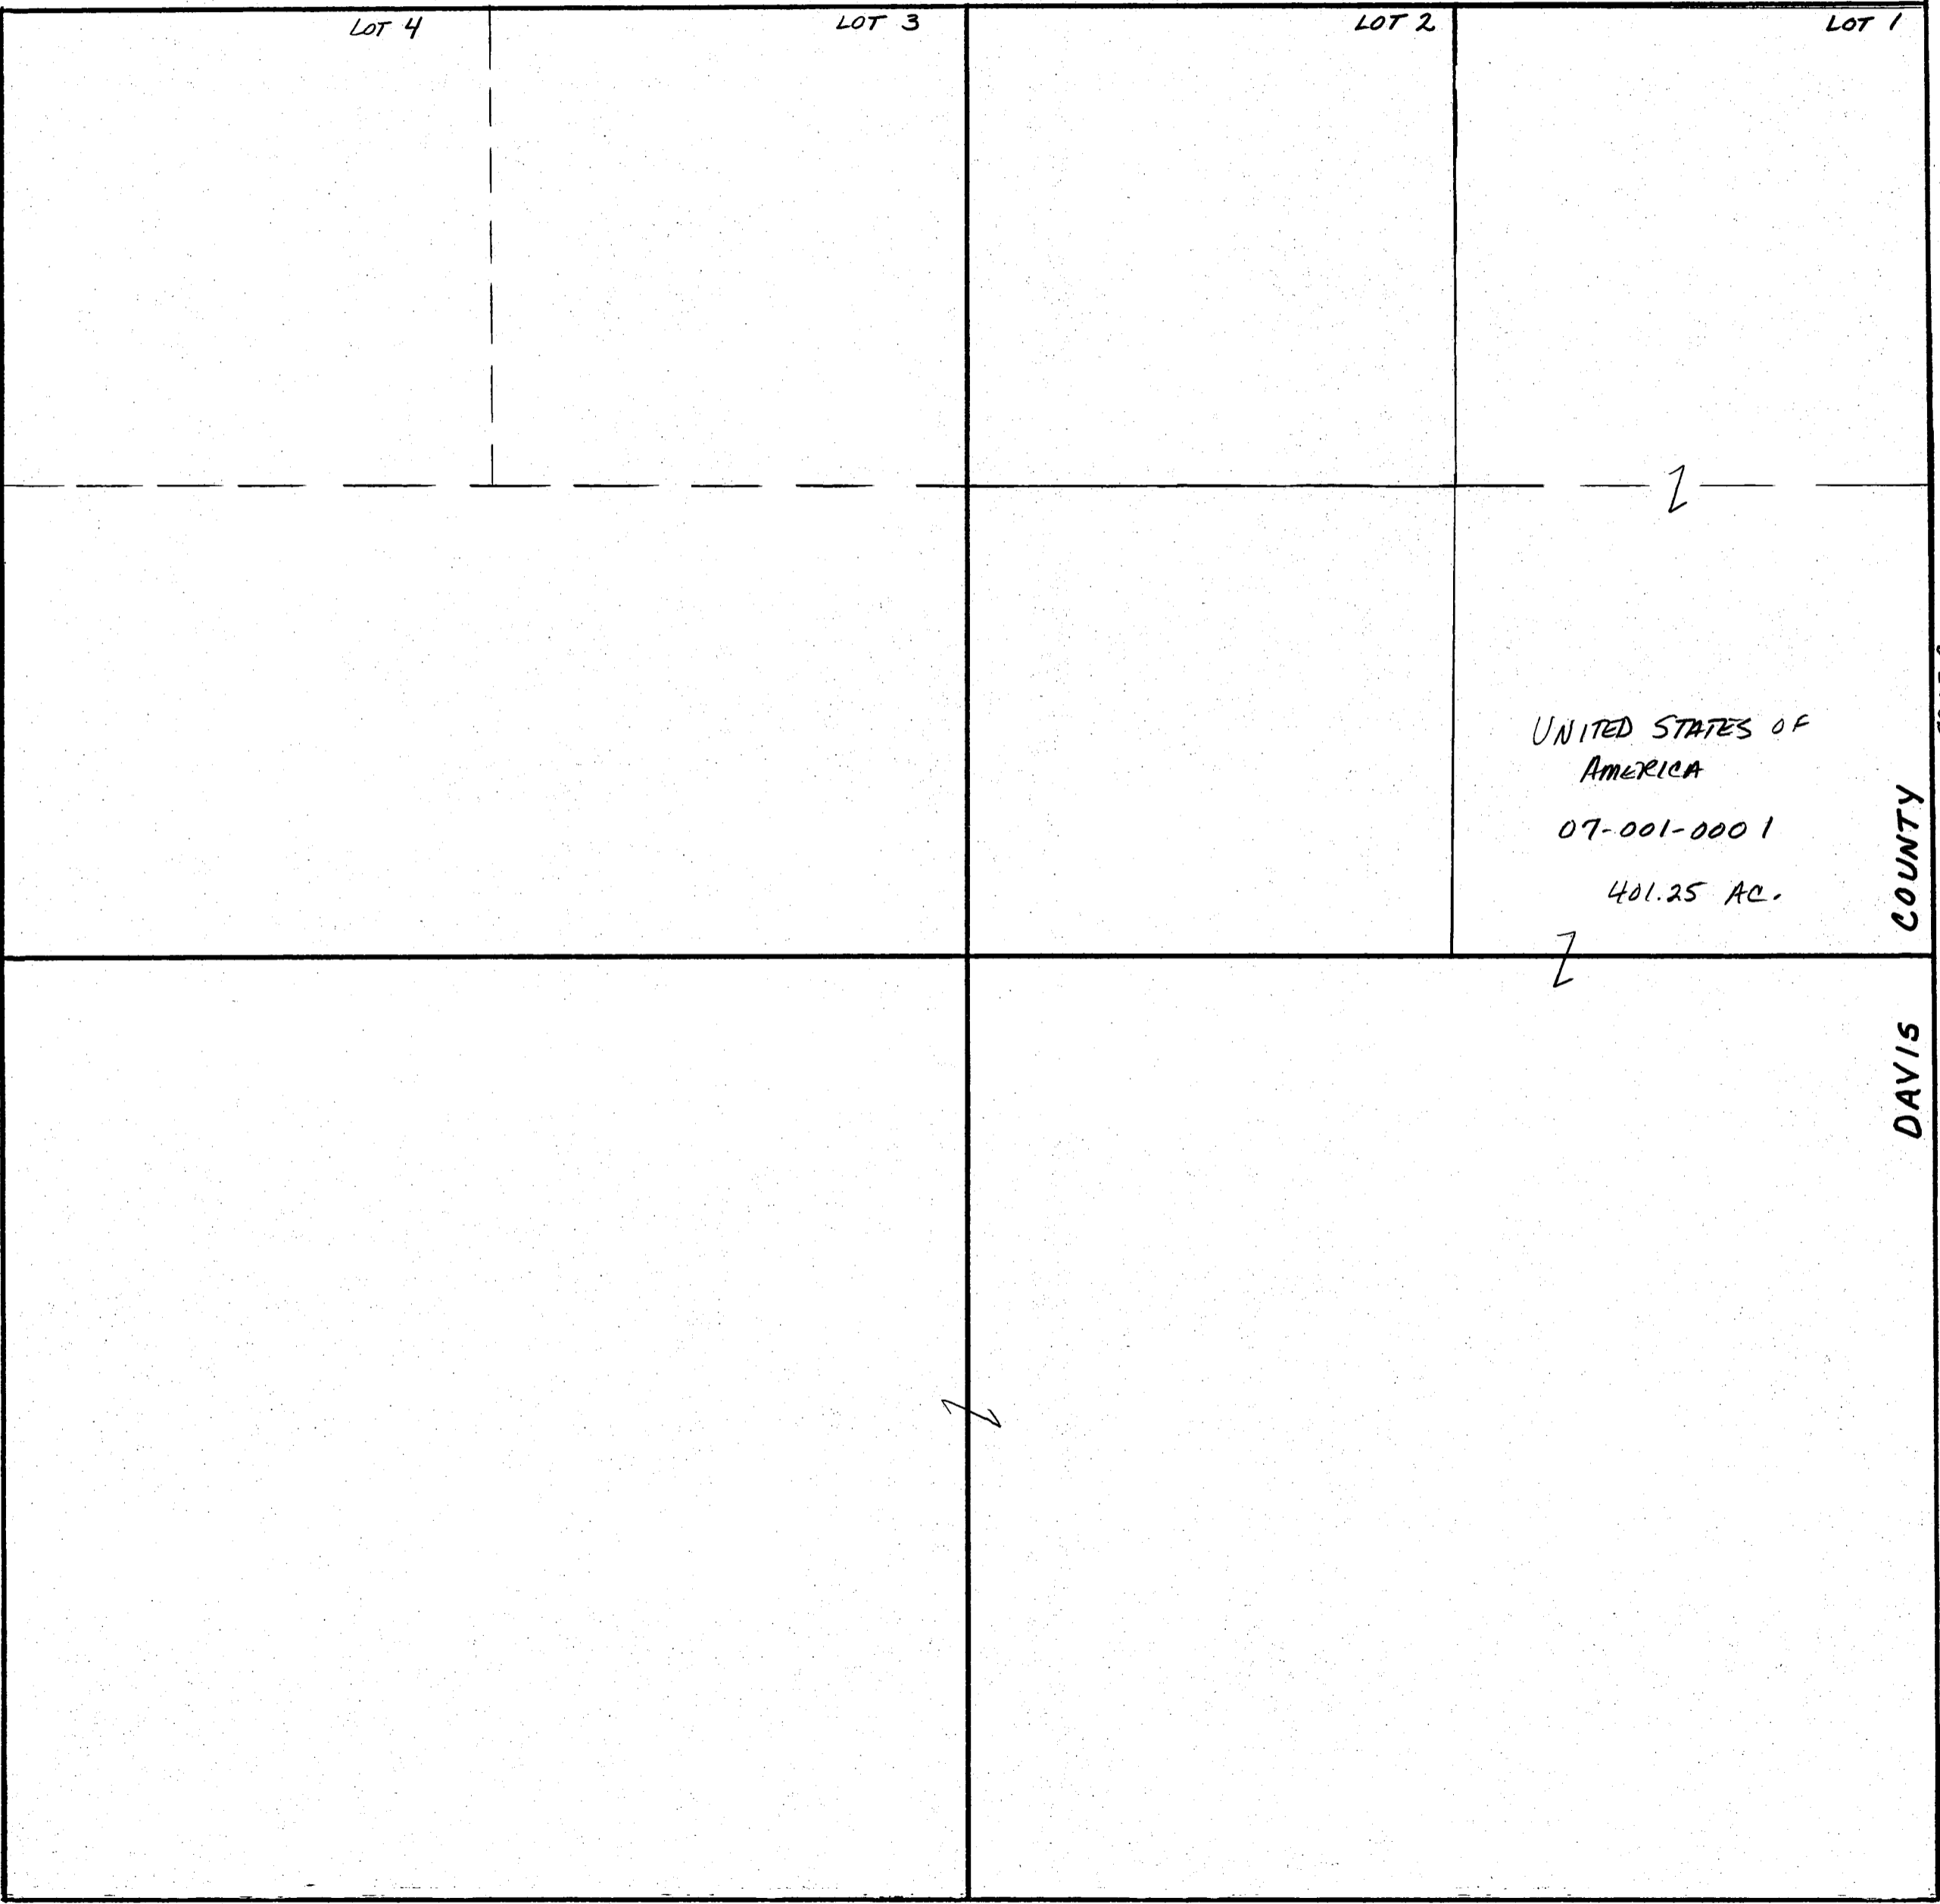 LOT 4
LOT 3
LOT 2
LOT 1
UNITED STATES OF
AMERICA
07-001-0001
401.25 AC.
DAVIS COUNTY